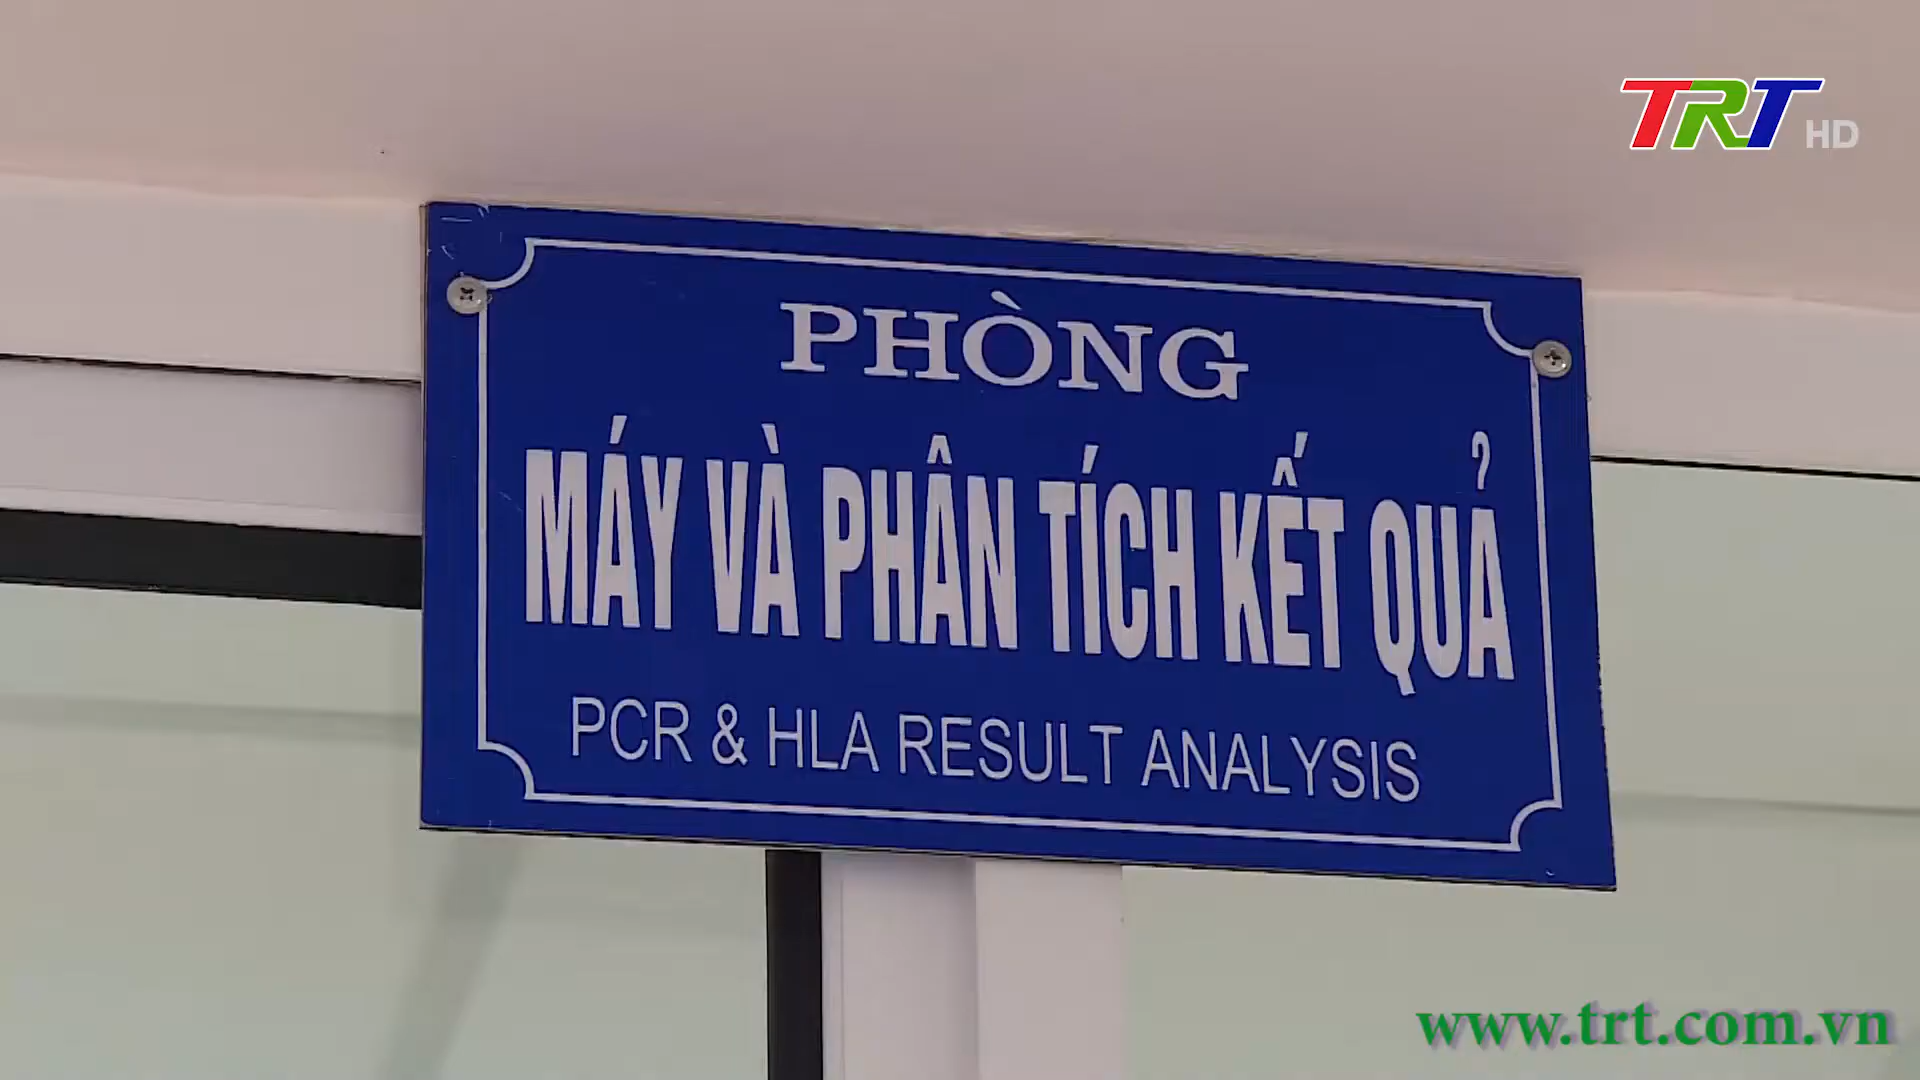 TRT HD
PHÒNG
MÁY VÀ PHÂN TÍCH KẾT QUẢ
PCR & HLA RESULT ANALYSIS
www.trt.com.vn